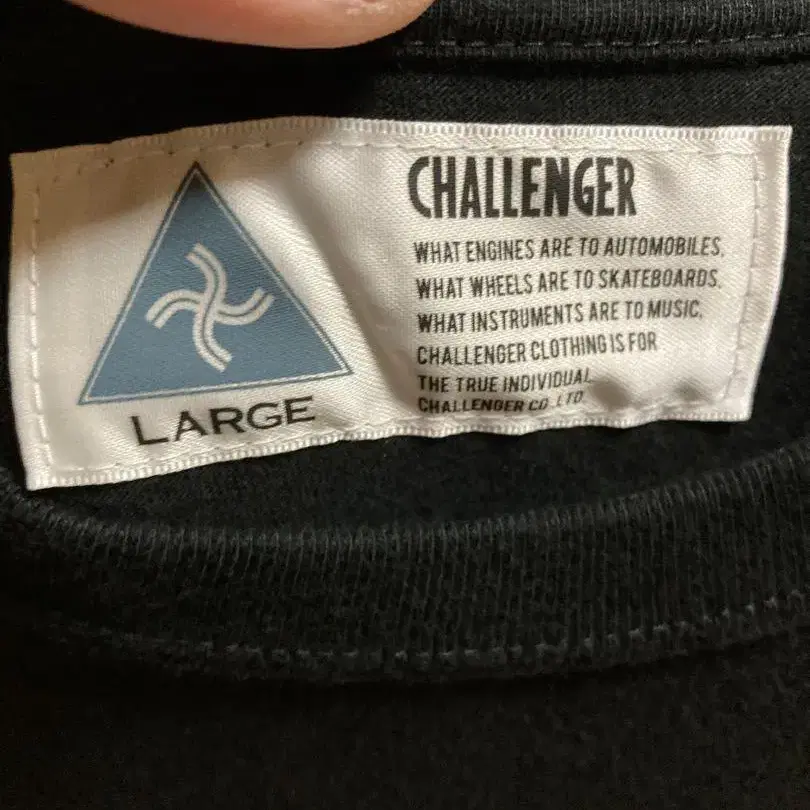 LARGE
CHALLENGER
WHAT ENGINES ARE TO AUTOMOBILES,
WHAT WHEELS ARE TO SKATEBOARDS,
WHAT INSTRUMENTS ARE TO MUSIC,
CHALLENGER CLOTHING IS FOR
THE TRUE INDIVIDUAL.
CHALLENGER CO.,LTD.